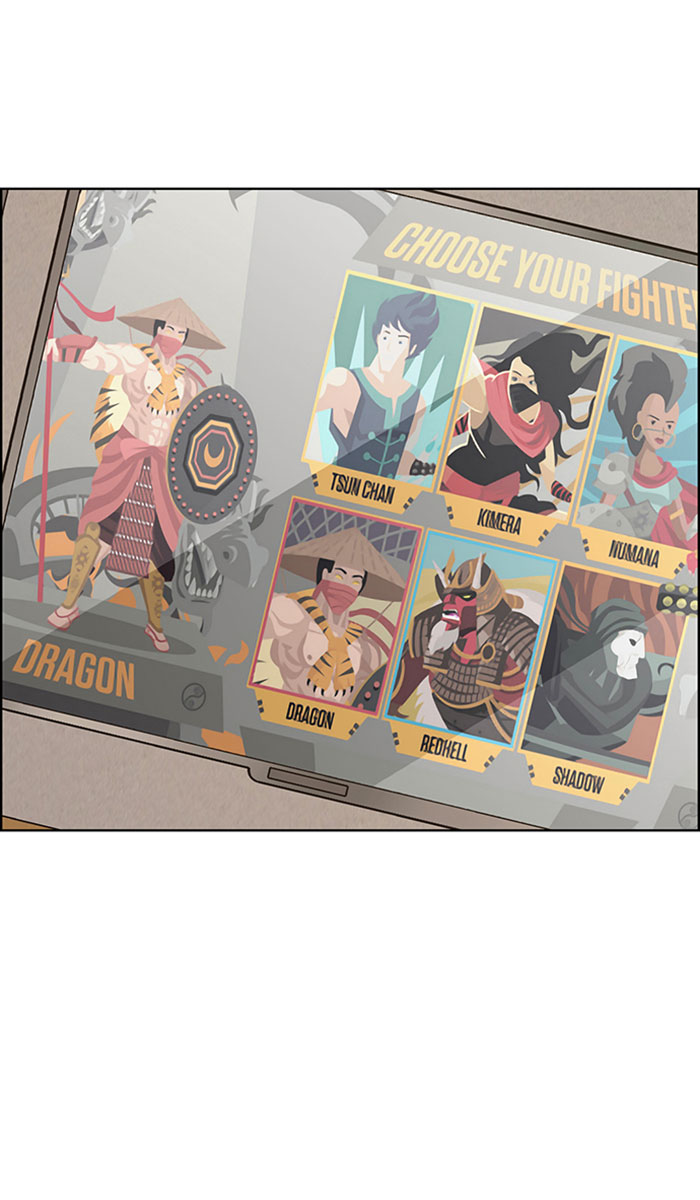 CHOOSE YOUR FIGHTE
TSUN CHAN
KIMERA
NUMANA
DRAGON
DRAGON
REDHELL
SHADOW